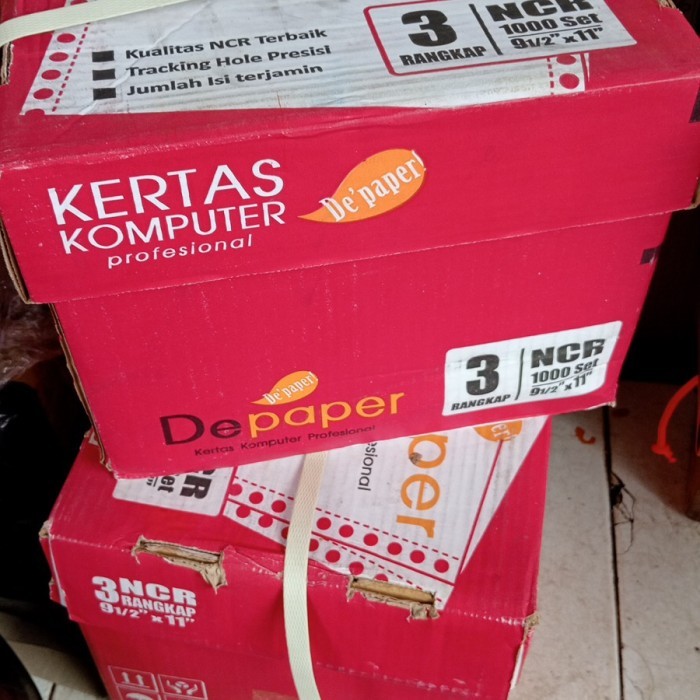 Kualitas NCR Terbaik
Tracking Hole Presisi
Jumlah Isi terjamin
3
RANGKAP
NCR
1000 Set
9 1/2" x 11"
KERTAS
KOMPUTER
profesional
De'paper!
De'paper!
Depaper
Kertas Komputer Profesional
3
RANGKAP
NCR
1000 Set
9 1/2" x 11"
3 NCR
RANGKAP
9 1/2" x 11"